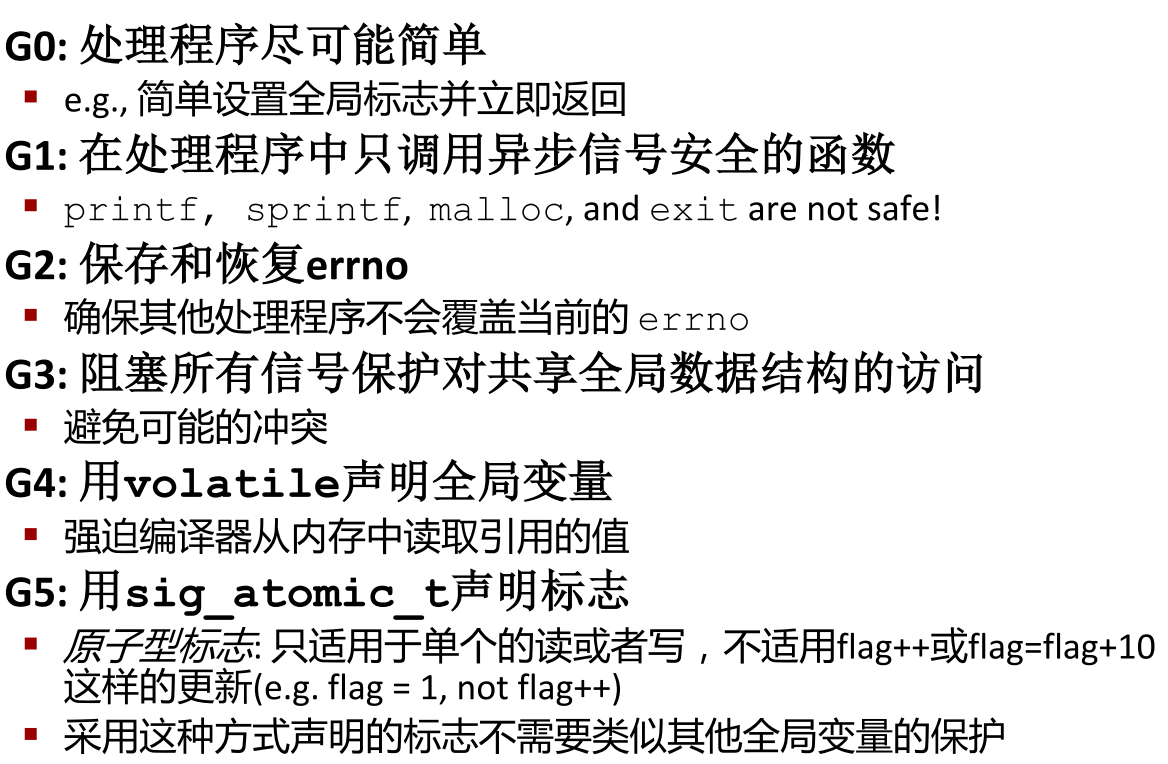 G0: 处理程序尽可能简单
▪ e.g., 简单设置全局标志并立即返回
G1: 在处理程序中只调用异步信号安全的函数
▪ printf, sprintf, malloc, and exit are not safe!
G2: 保存和恢复errno
▪ 确保其他处理程序不会覆盖当前的 errno
G3: 阻塞所有信号保护对共享全局数据结构的访问
▪ 避免可能的冲突
G4: 用volatile声明全局变量
▪ 强迫编译器从内存中读取引用的值
G5: 用sig_atomic_t声明标志
▪ 原子型标志: 只适用于单个的读或者写，不适用flag++或flag=flag+10
这样的更新(e.g. flag = 1, not flag++)
▪ 采用这种方式声明的标志不需要类似其他全局变量的保护